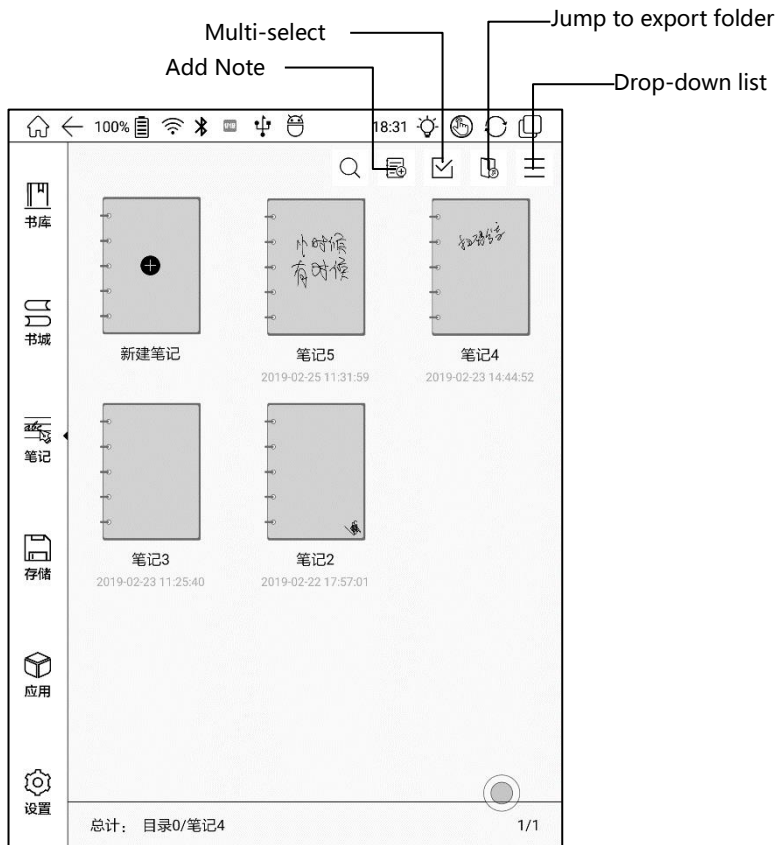 Jump to export folder
Multi-select
Add Note
Drop-down list
100%
18:31
书库
书城
笔记
存储
应用
设置
小时候
有时候
新建笔记
笔记5
2019-02-25 11:31:59
笔记4
2019-02-23 14:44:52
笔记3
2019-02-23 11:25:40
笔记2
2019-02-22 17:57:01
总计： 目录0/笔记4
1/1